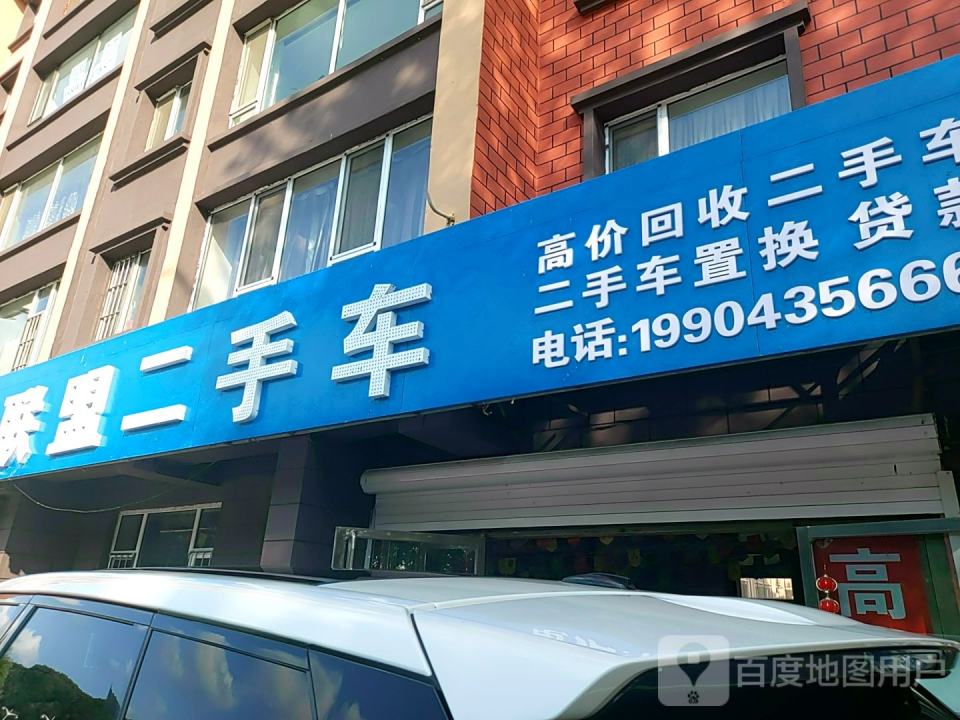 联盟二手车
高价回收二手车
二手车置换 贷款
电话:1990435666
高
百度地图用户